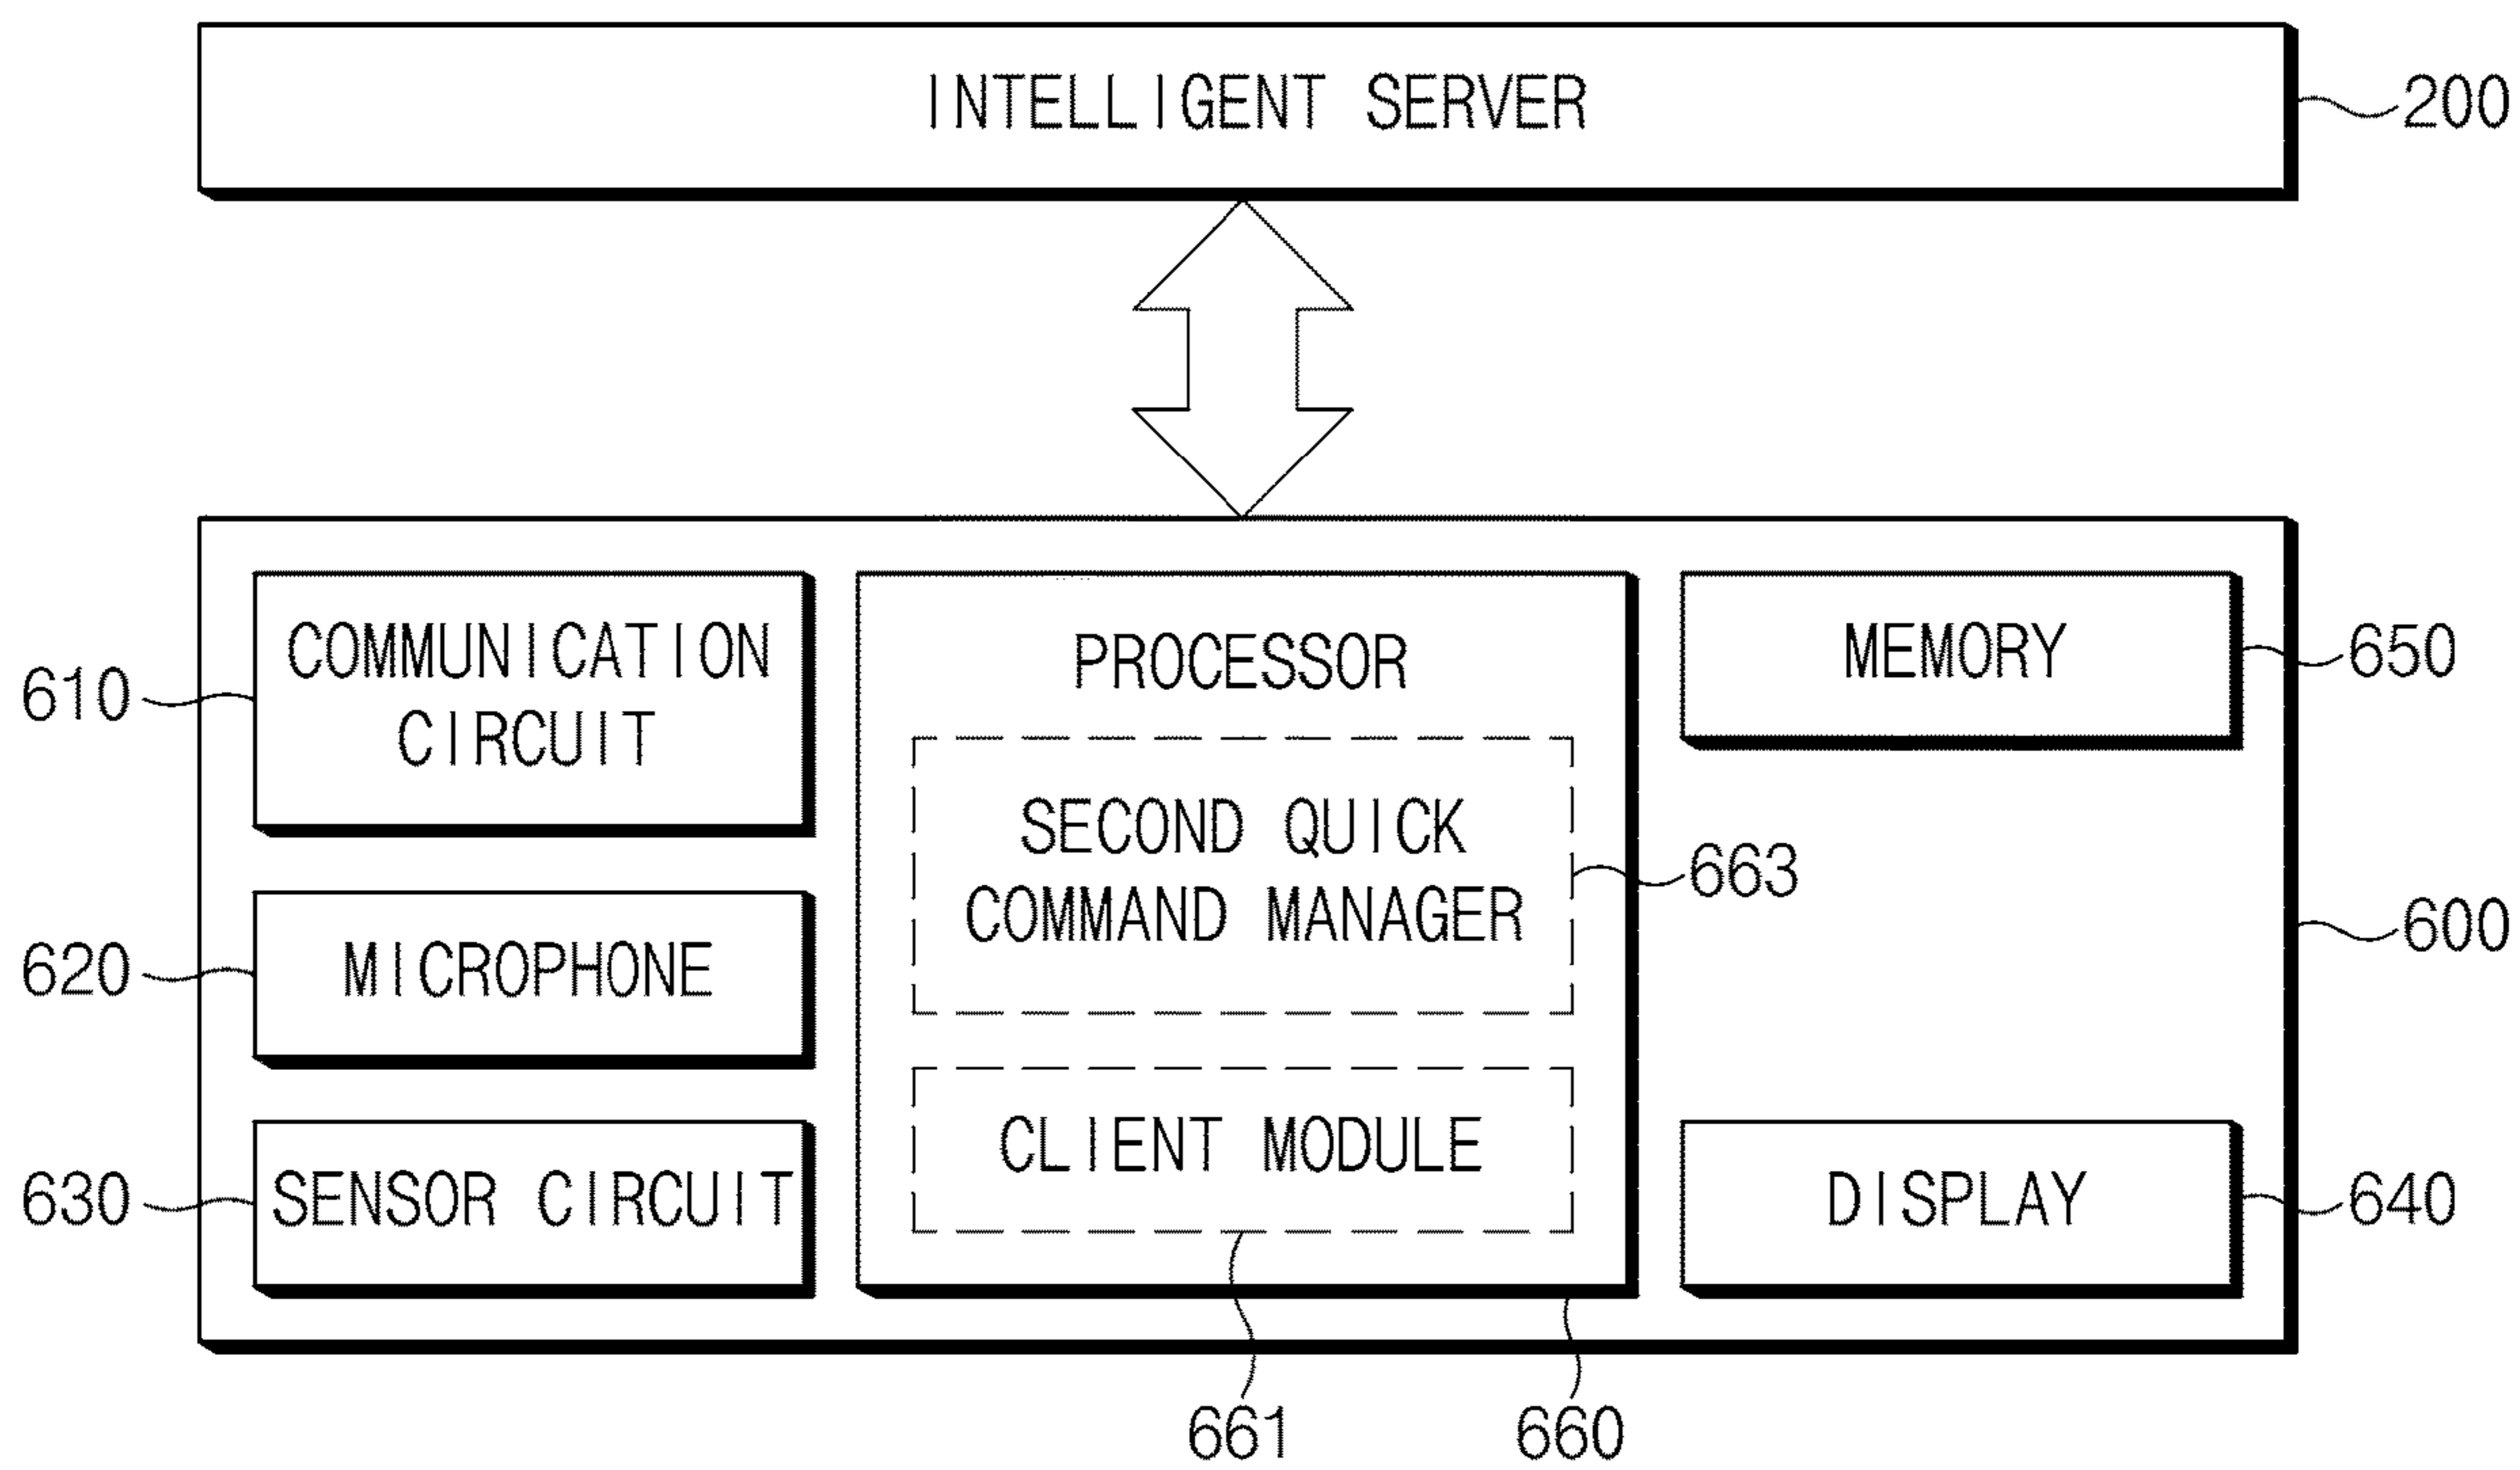 INTELLIGENT SERVER
200
COMMUNICATION
CIRCUIT
610
MICROPHONE
620
SENSOR CIRCUIT
630
PROCESSOR
SECOND QUICK
COMMAND MANAGER
663
CLIENT MODULE
661
660
MEMORY
650
600
DISPLAY
640